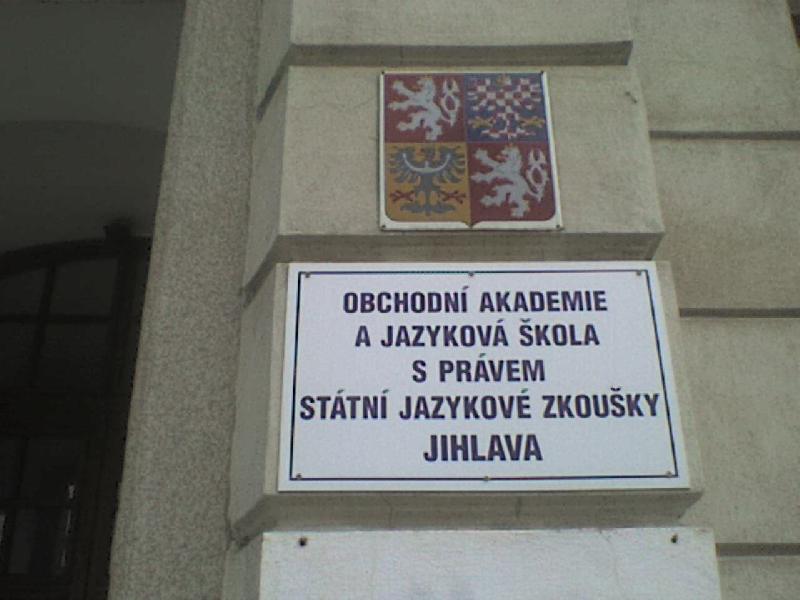 OBCHODNÍ AKADEMIE
A JAZYKOVÁ ŠKOLA
S PRÁVEM
STÁTNÍ JAZYKOVÉ ZKOUŠKY
JIHLAVA